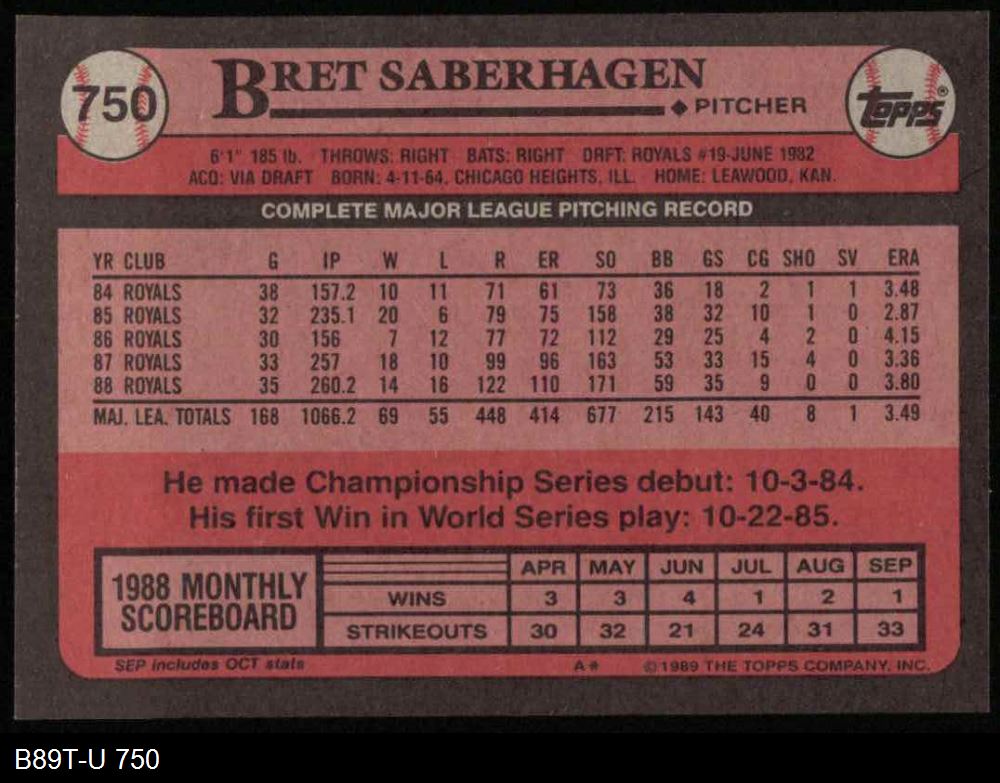 750
BRET SABERHAGEN
◆ PITCHER
Topps®
6'1" 185 lb. THROWS: RIGHT BATS: RIGHT DRFT: ROYALS #19-JUNE 1982
ACQ: VIA DRAFT BORN: 4-11-64, CHICAGO HEIGHTS, ILL. HOME: LEAWOOD, KAN.
COMPLETE MAJOR LEAGUE PITCHING RECORD
YR CLUB G IP W L R ER SO BB GS CG SHO SV ERA
84 ROYALS 38 157.2 10 11 71 61 73 36 18 2 1 1 3.48
85 ROYALS 32 235.1 20 6 79 75 158 38 32 10 1 0 2.87
86 ROYALS 30 156 7 12 77 72 112 29 25 4 2 0 4.15
87 ROYALS 33 257 18 10 99 96 163 53 33 15 4 0 3.36
88 ROYALS 35 260.2 14 16 122 110 171 59 35 9 0 0 3.80
MAJ. LEA. TOTALS 168 1066.2 69 55 448 414 677 215 143 40 8 1 3.49
He made Championship Series debut: 10-3-84.
His first Win in World Series play: 10-22-85.
1988 MONTHLY
SCOREBOARD
APR MAY JUN JUL AUG SEP
WINS 3 3 4 1 2 1
STRIKEOUTS 30 32 21 24 31 33
SEP includes OCT stats A* ©1989 THE TOPPS COMPANY, INC.
B89T-U 750